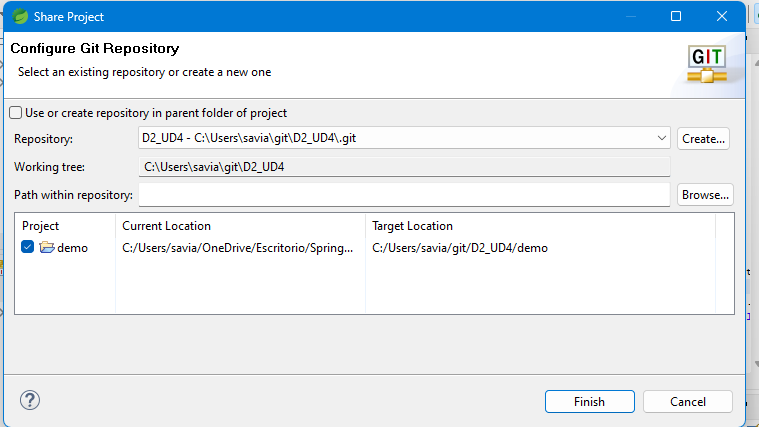 Share Project
Configure Git Repository
Select an existing repository or create a new one
GIT
Use or create repository in parent folder of project
Repository: D2_UD4 - C:\Users\savia\git\D2_UD4\.git Create...
Working tree: C:\Users\savia\git\D2_UD4
Path within repository: Browse...
Project Current Location Target Location
demo C:/Users/savia/OneDrive/Escritorio/Spring... C:/Users/savia/git/D2_UD4/demo
? Finish Cancel